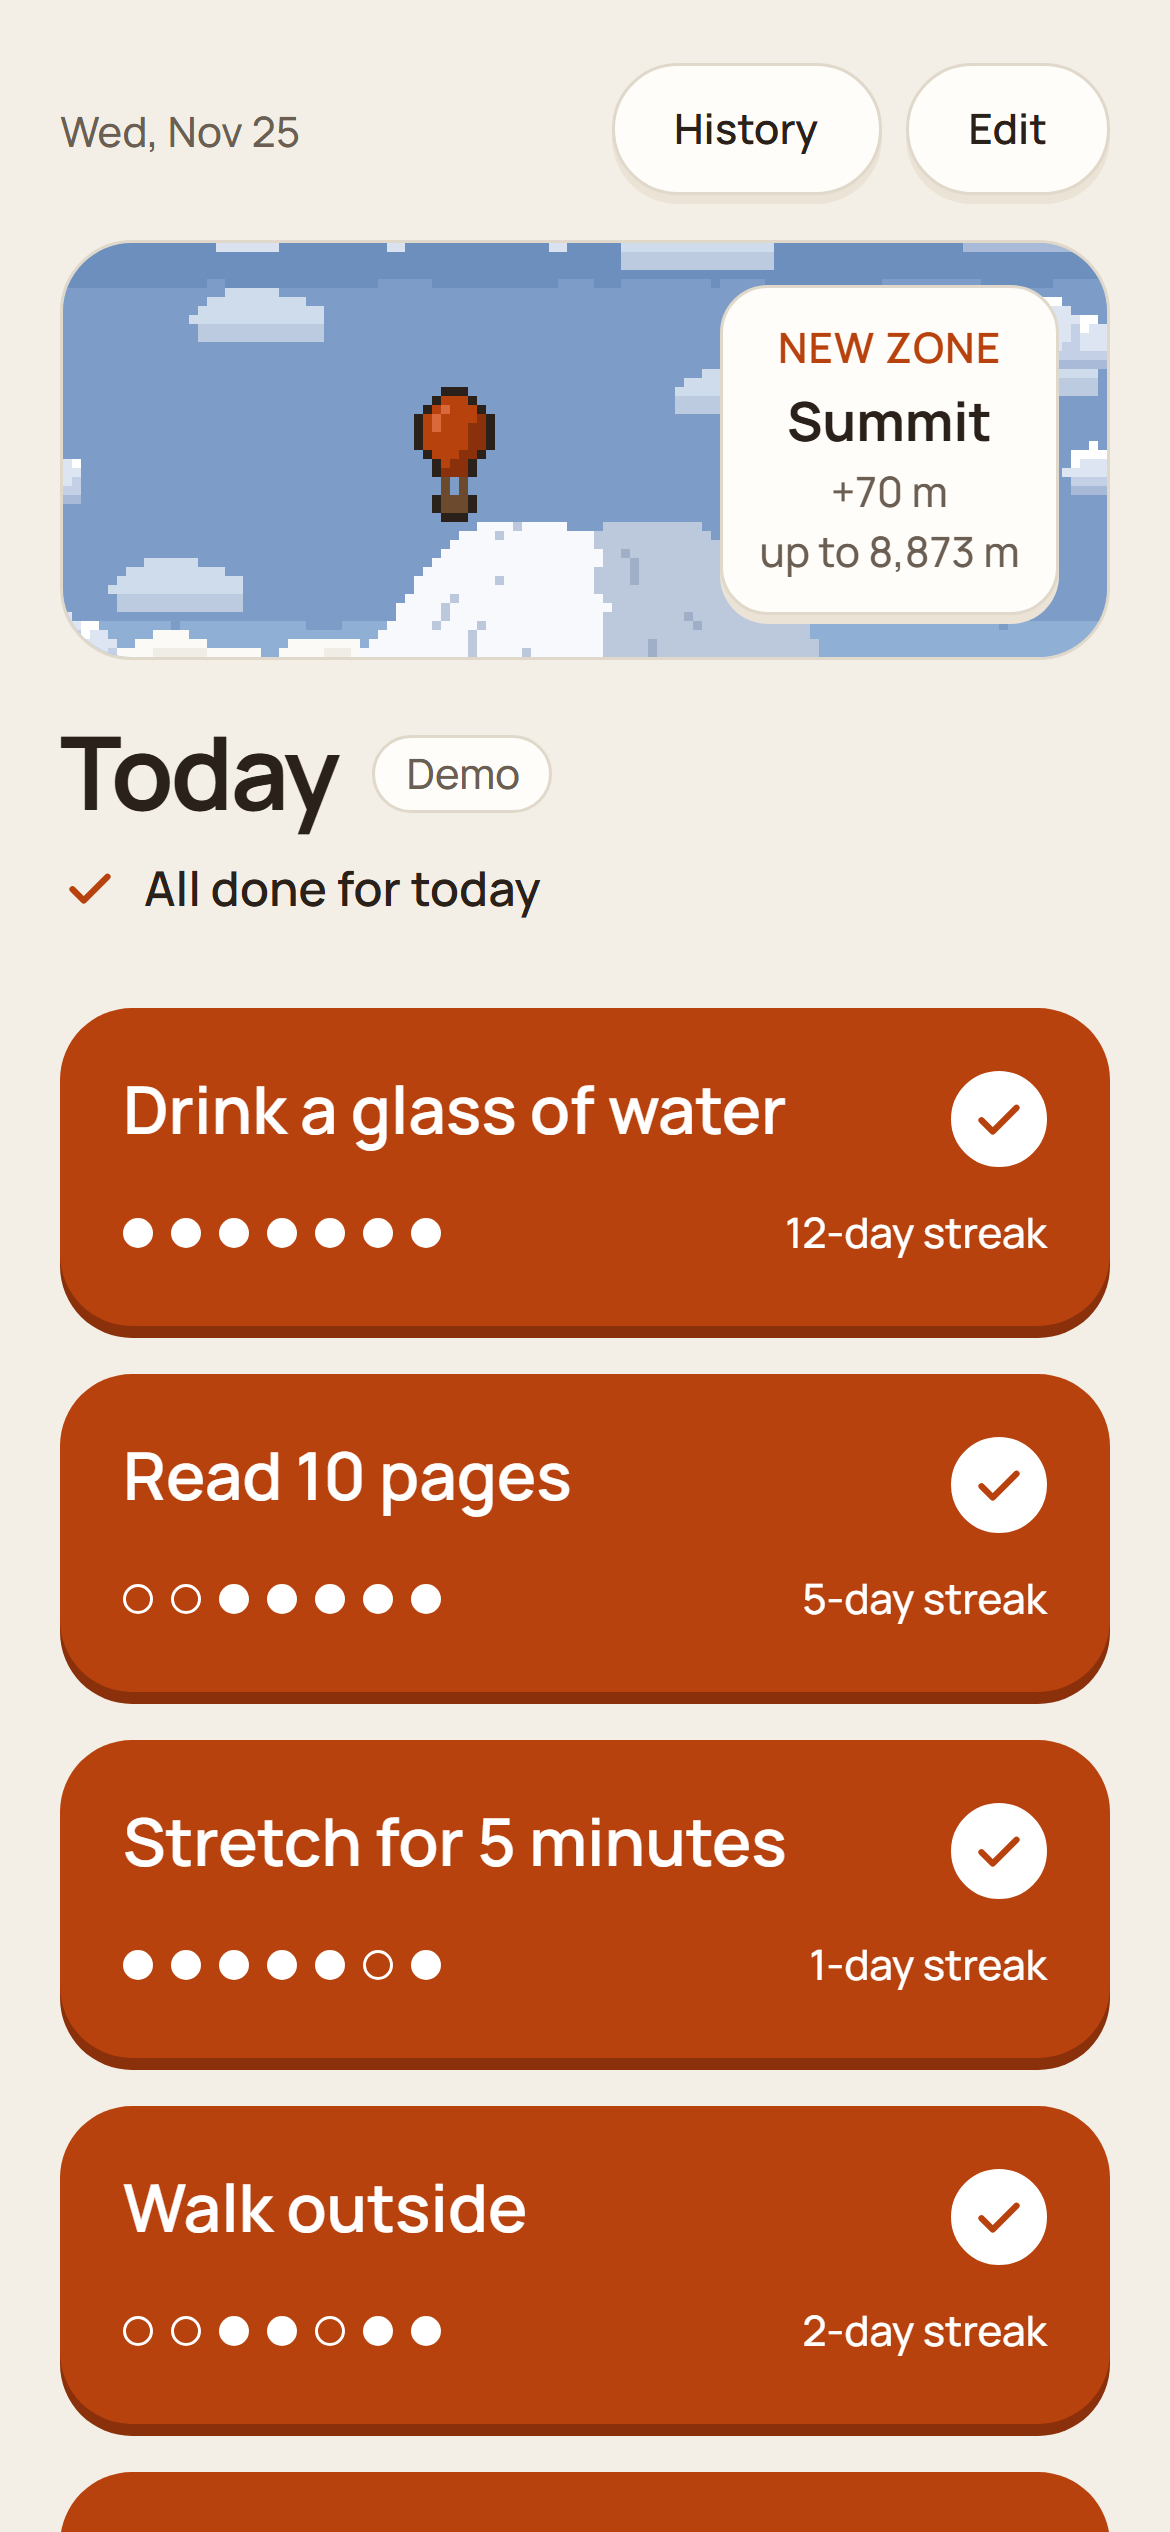 Wed, Nov 25
History
Edit
NEW ZONE
Summit
+70 m
up to 8,873 m
Today
Demo
All done for today
Drink a glass of water
12-day streak
Read 10 pages
5-day streak
Stretch for 5 minutes
1-day streak
Walk outside
2-day streak